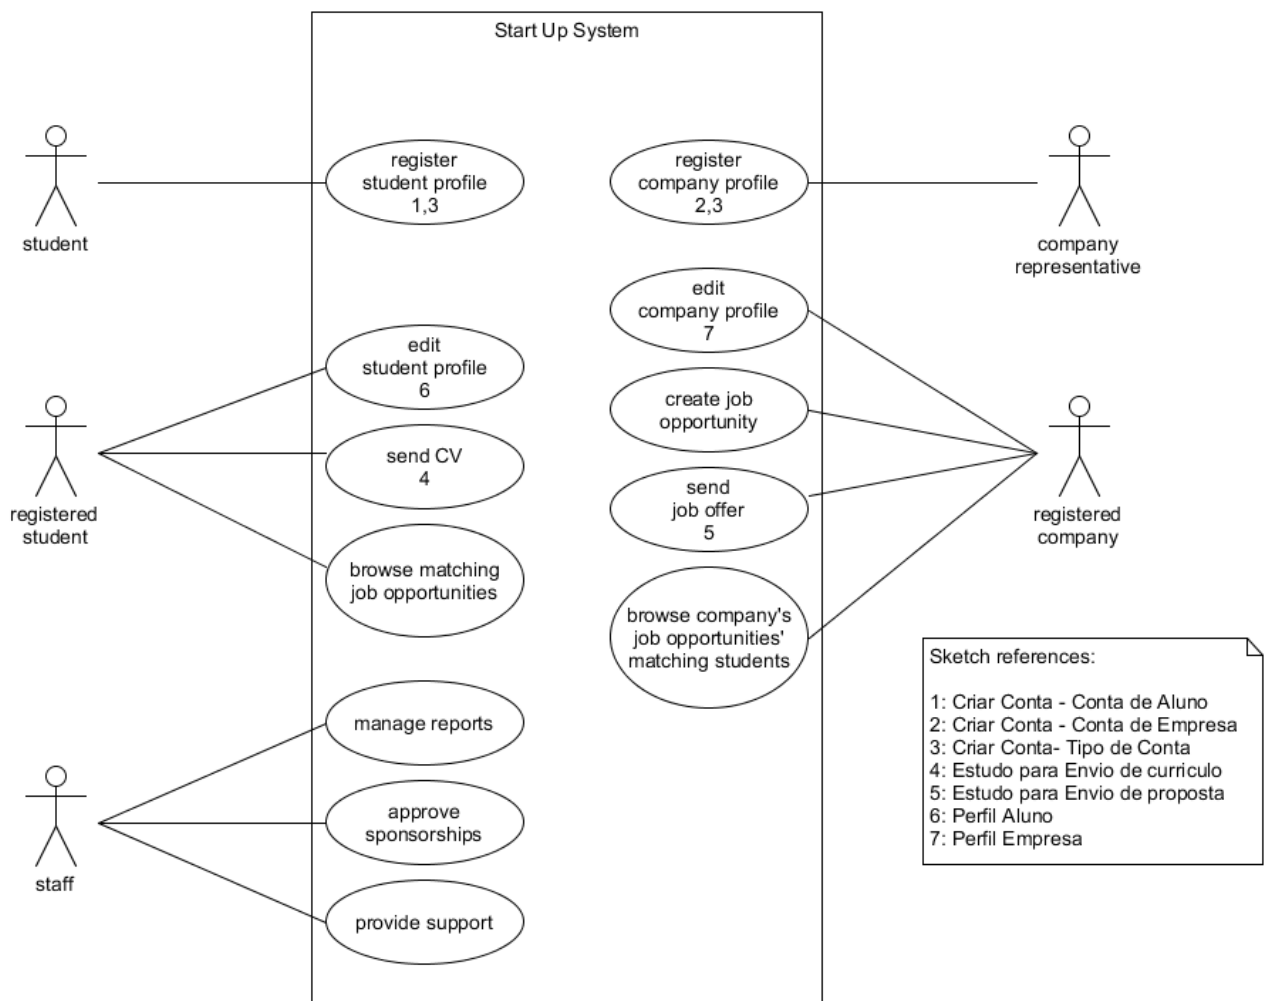 Start Up System
register
student profile
1,3
register
company profile
2,3
student
company
representative
edit
company profile
7
edit
student profile
6
create job
opportunity
send CV
4
send
job offer
5
registered
student
registered
company
browse matching
job opportunities
browse company's
job opportunities'
matching students
manage reports
approve
sponsorships
staff
provide support
Sketch references:
1: Criar Conta - Conta de Aluno
2: Criar Conta - Conta de Empresa
3: Criar Conta- Tipo de Conta
4: Estudo para Envio de curriculo
5: Estudo para Envio de proposta
6: Perfil Aluno
7: Perfil Empresa